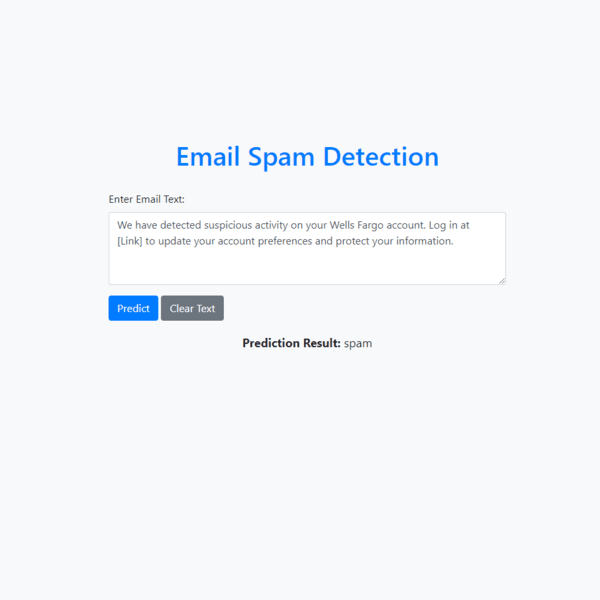 Email Spam Detection
Enter Email Text:
We have detected suspicious activity on your Wells Fargo account. Log in at
[Link] to update your account preferences and protect your information.
Predict Clear Text
Prediction Result: spam